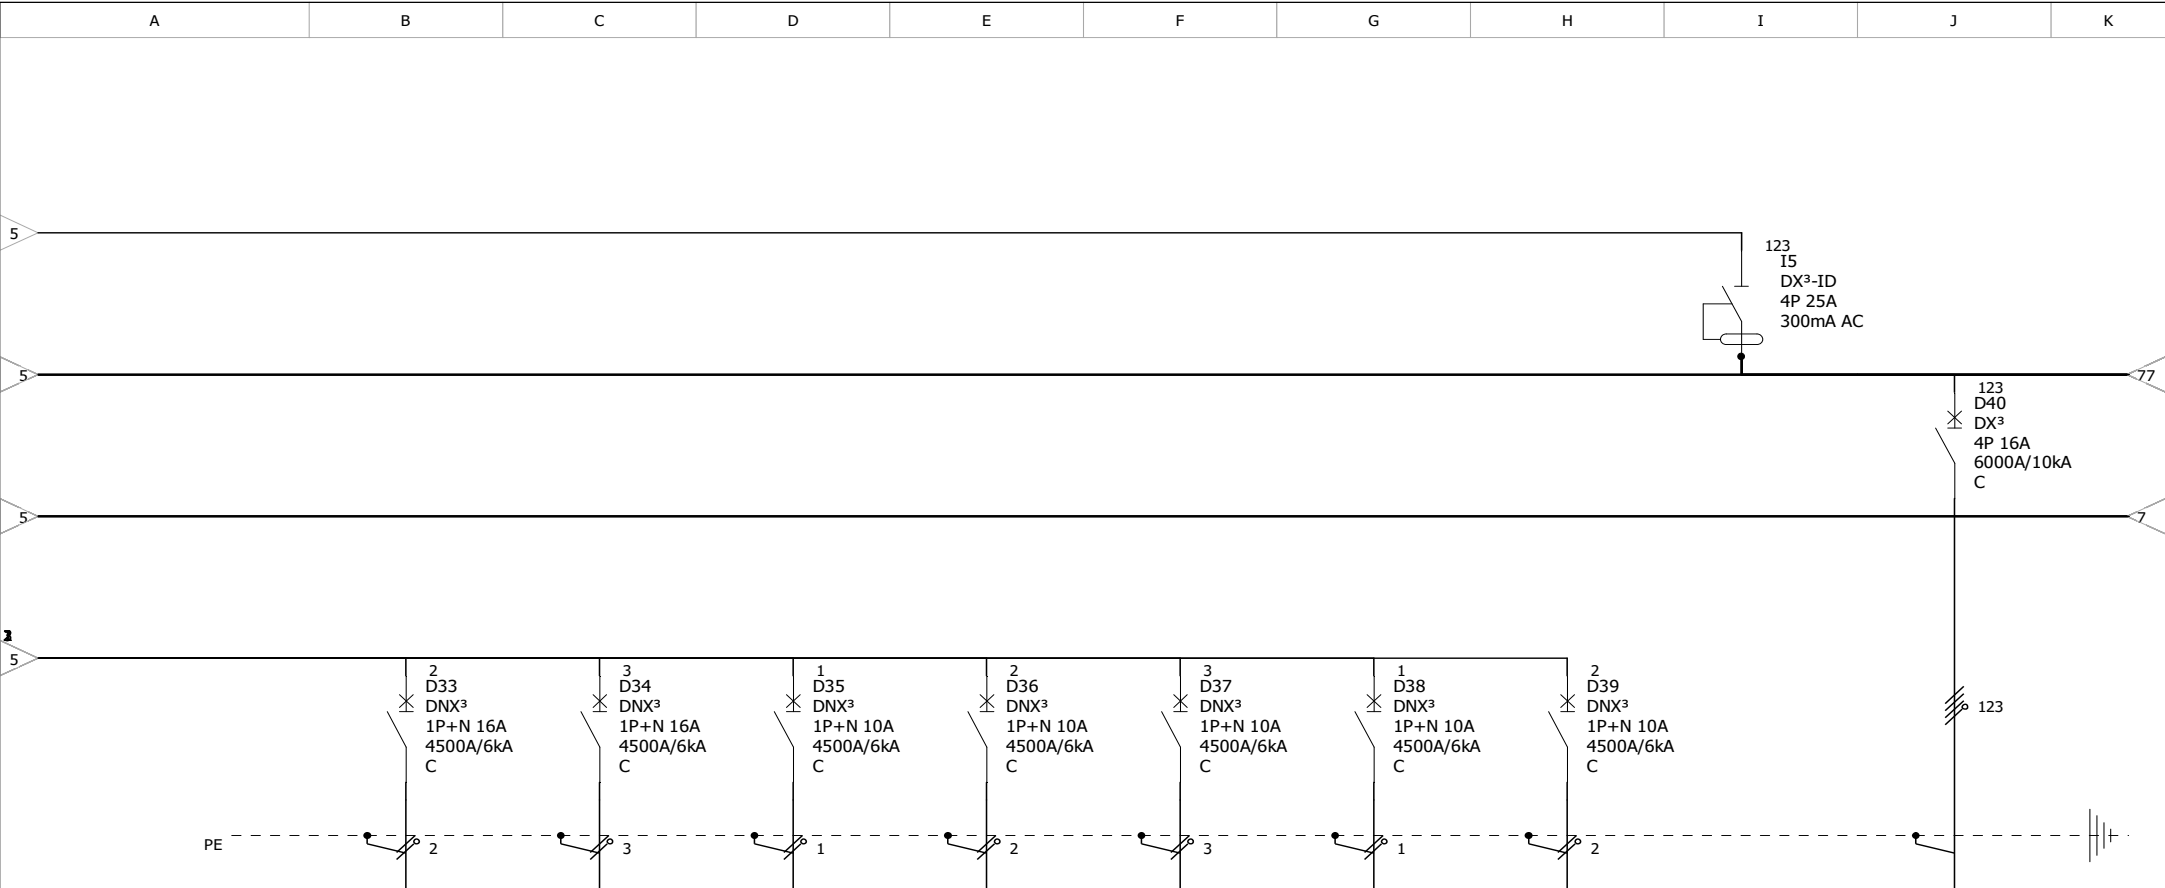 A B C D E F G H I J K
5
123
I5
DX³-ID
4P 25A
300mA AC
5
77
123
D40
DX³
4P 16A
6000A/10kA
C
5
7
5
2
D33
DNX³
1P+N 16A
4500A/6kA
C
3
D34
DNX³
1P+N 16A
4500A/6kA
C
1
D35
DNX³
1P+N 10A
4500A/6kA
C
2
D36
DNX³
1P+N 10A
4500A/6kA
C
3
D37
DNX³
1P+N 10A
4500A/6kA
C
1
D38
DNX³
1P+N 10A
4500A/6kA
C
2
D39
DNX³
1P+N 10A
4500A/6kA
C
123
PE
2
3
1
2
3
1
2